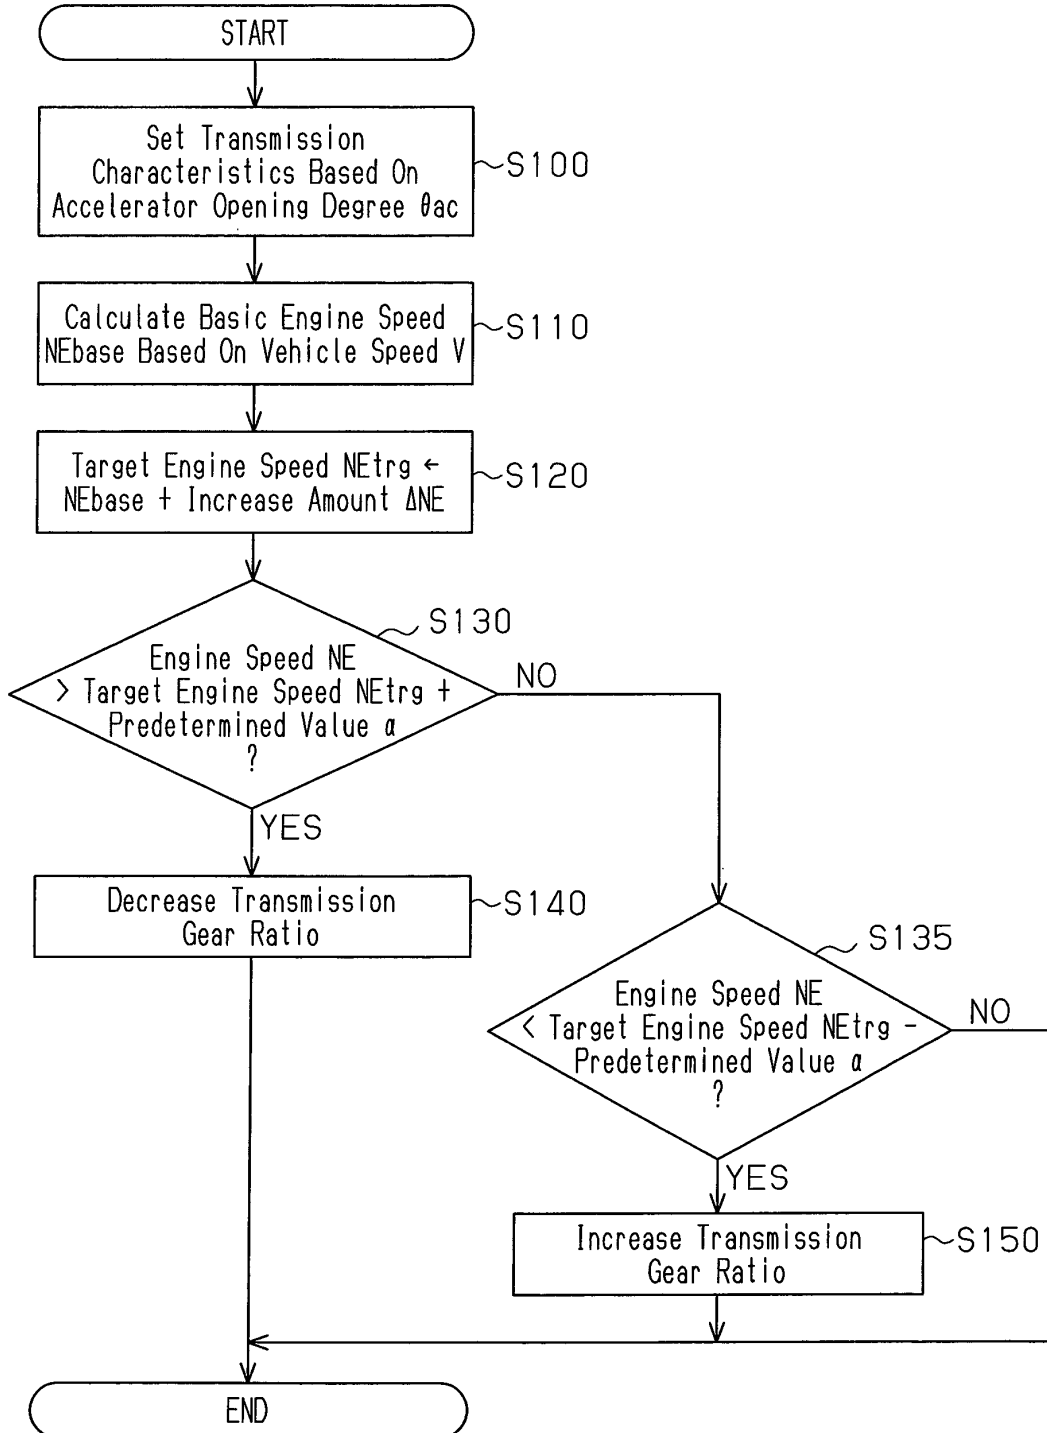 START
Set Transmission
Characteristics Based On
Accelerator Opening Degree θac
S100
Calculate Basic Engine Speed
NEbase Based On Vehicle Speed V
S110
Target Engine Speed NEtrg ←
NEbase + Increase Amount ΔNE
S120
S130
Engine Speed NE
> Target Engine Speed NEtrg +
Predetermined Value α
?
NO
YES
Decrease Transmission
Gear Ratio
S140
S135
Engine Speed NE
< Target Engine Speed NEtrg -
Predetermined Value α
?
NO
YES
Increase Transmission
Gear Ratio
S150
END